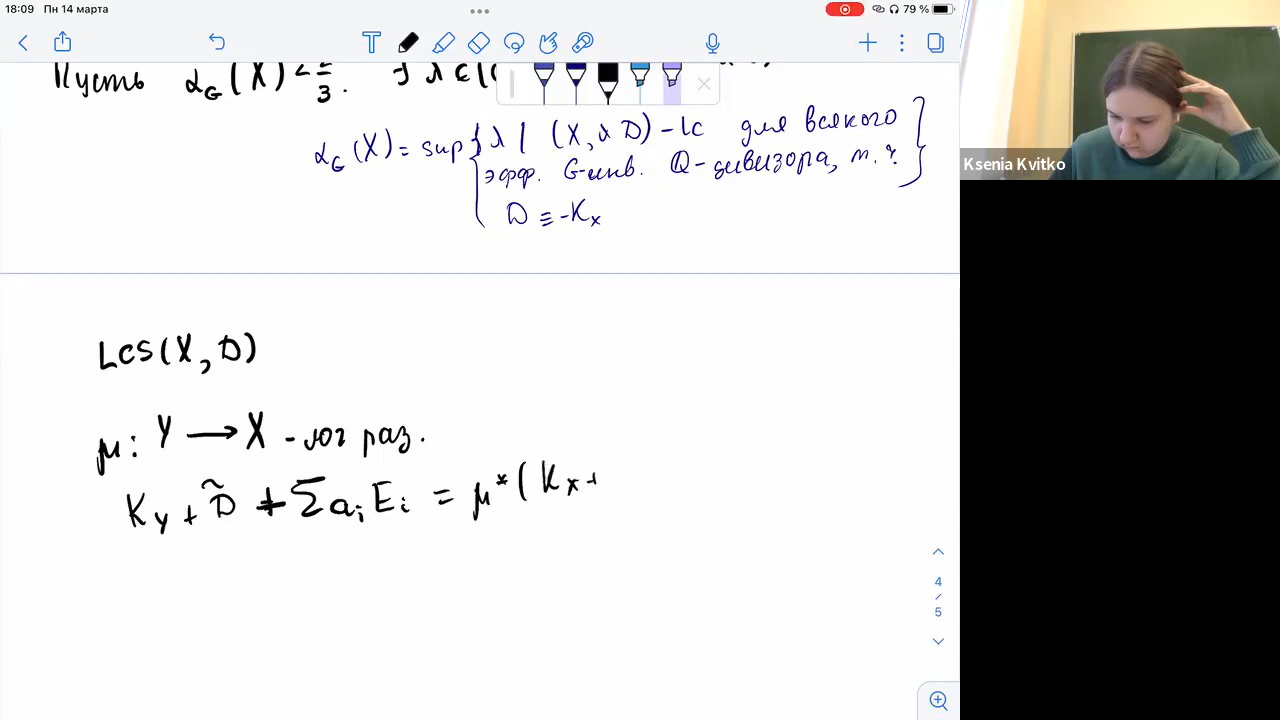 18:09 Пн 14 марта
79 %
Пусть α_G(X) < 2/3. ∃ λ ∈
α_G(X) = sup { λ | (X, λD) - lc для всякого
эфф. G-инв. Q-дивизора, т. ч.
D ≡ -K_X }
LCS(X, D)
μ: Y ⟶ X - лог раз.
K_Y + D̃ + Σ a_i E_i = μ*(K_X +
4
/
5
Ksenia Kvitko